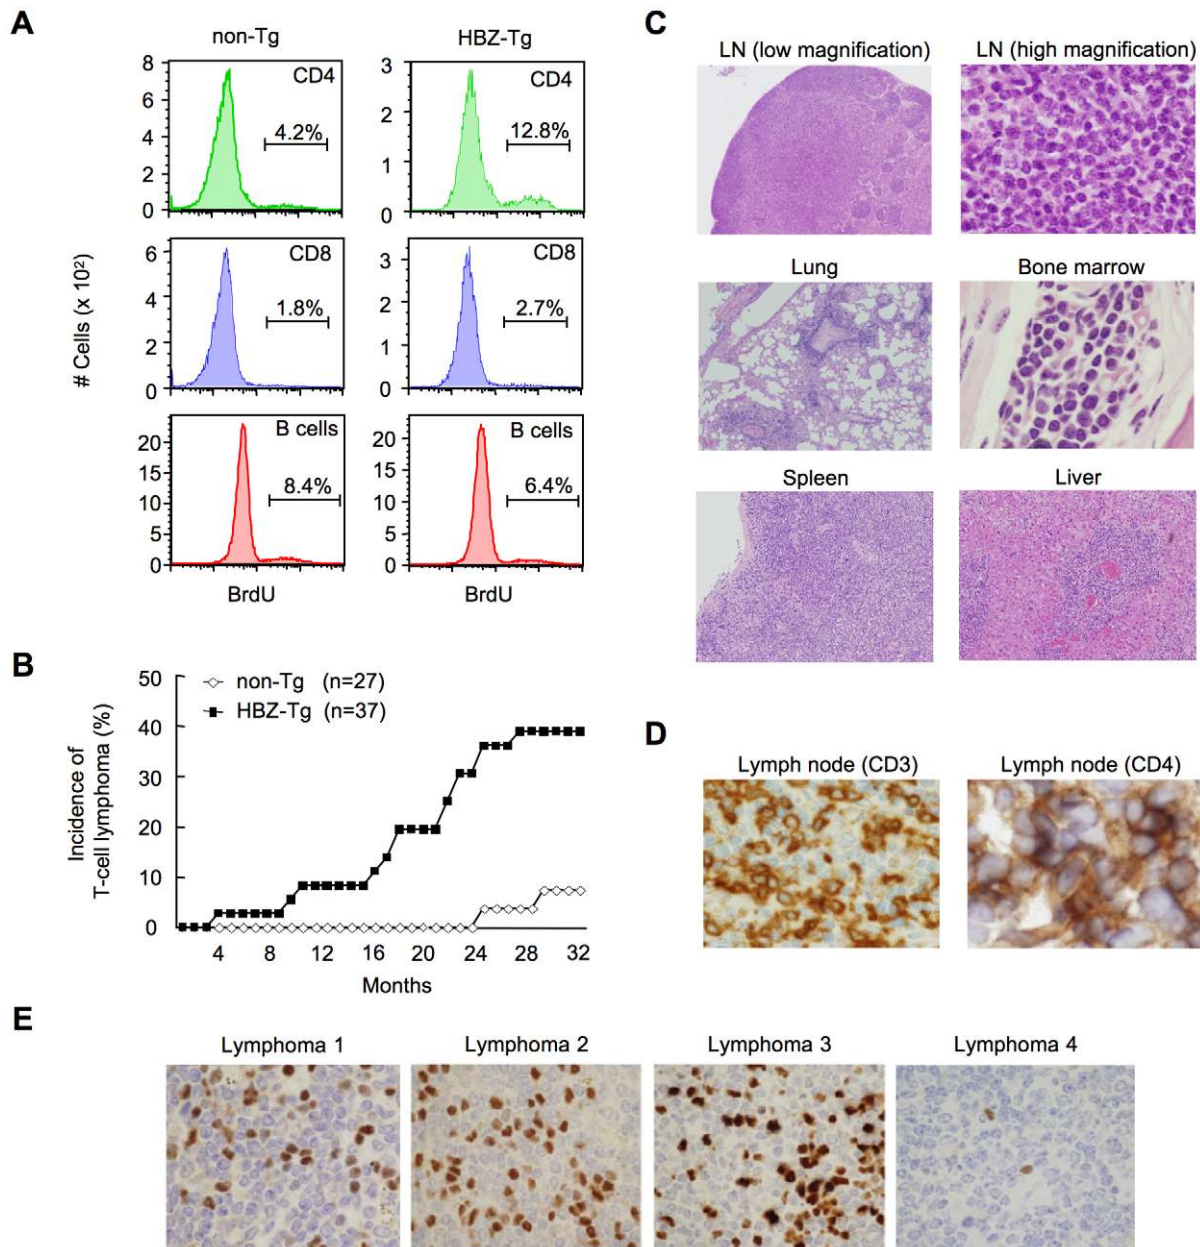 A
non-Tg
HBZ-Tg
8
6
4
2
0
CD4
4.2%
3
2
1
0
CD4
12.8%
# Cells (x 10²)
6
4
2
0
CD8
1.8%
3
2
1
0
CD8
2.7%
20
15
10
5
0
B cells
8.4%
20
15
10
5
0
B cells
6.4%
BrdU
BrdU
B
50
40
30
20
10
0
Incidence of
T-cell lymphoma (%)
non-Tg (n=27)
HBZ-Tg (n=37)
4 8 12 16 20 24 28 32
Months
C
LN (low magnification)
LN (high magnification)
Lung
Bone marrow
Spleen
Liver
D
Lymph node (CD3)
Lymph node (CD4)
E
Lymphoma 1
Lymphoma 2
Lymphoma 3
Lymphoma 4